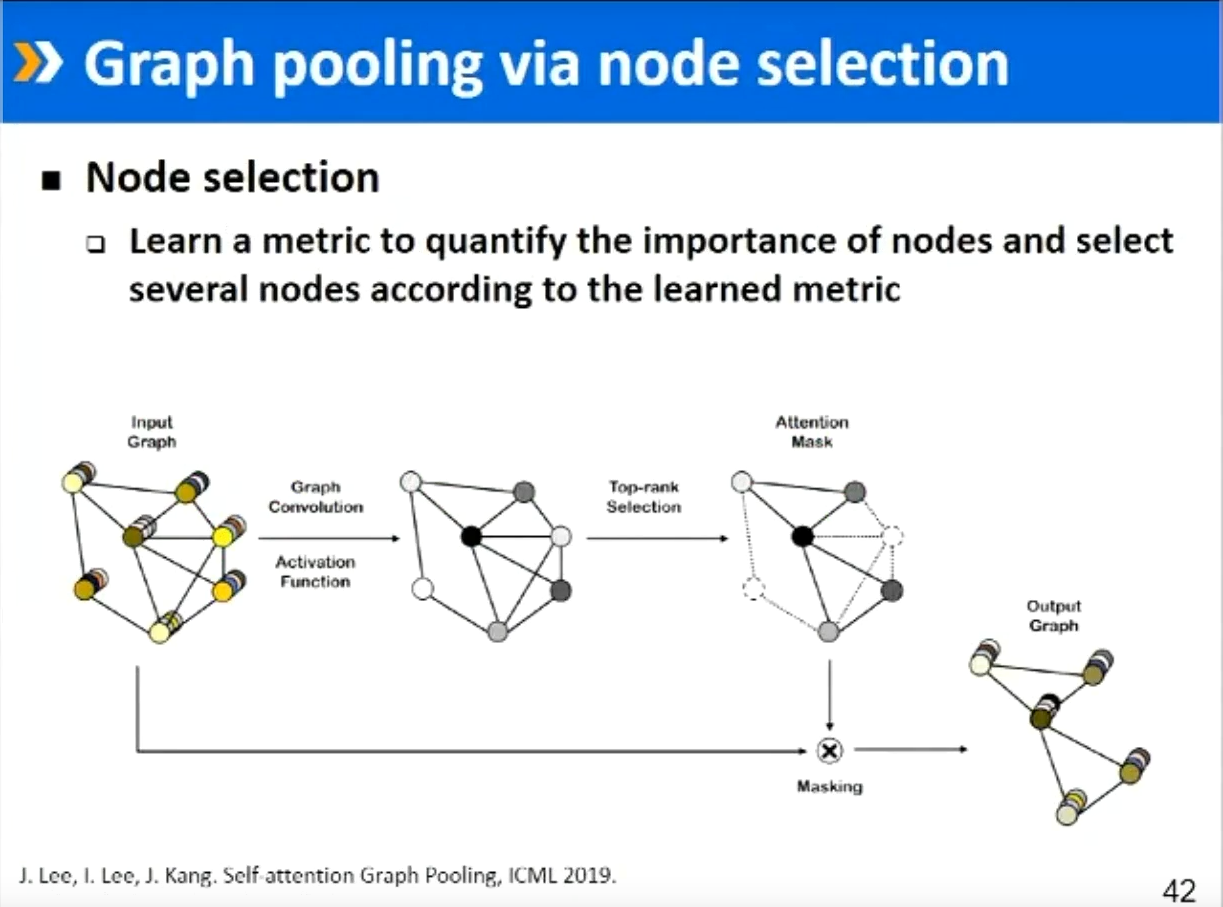 Graph pooling via node selection
Node selection
Learn a metric to quantify the importance of nodes and select
several nodes according to the learned metric
Input
Graph
Graph
Convolution
Activation
Function
Top-rank
Selection
Attention
Mask
Output
Graph
Masking
J. Lee, I. Lee, J. Kang. Self-attention Graph Pooling, ICML 2019.
42